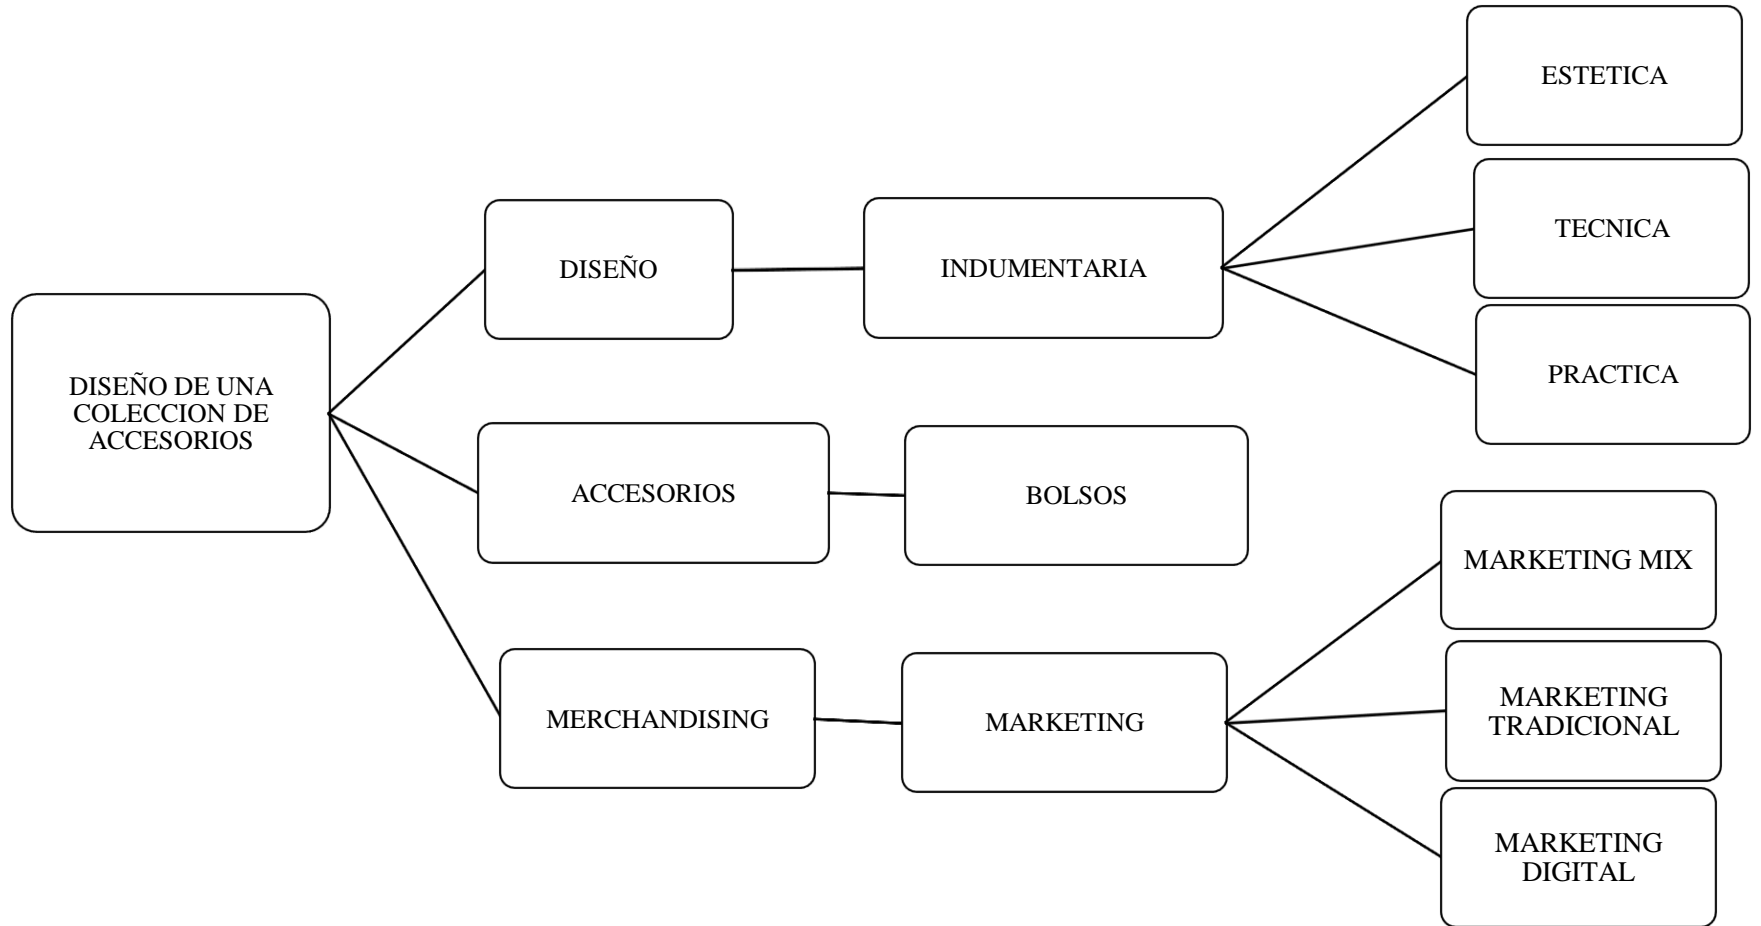 DISEÑO DE UNA
COLECCION DE
ACCESORIOS
DISEÑO
INDUMENTARIA
ESTETICA
TECNICA
PRACTICA
ACCESORIOS
BOLSOS
MERCHANDISING
MARKETING
MARKETING MIX
MARKETING
TRADICIONAL
MARKETING
DIGITAL